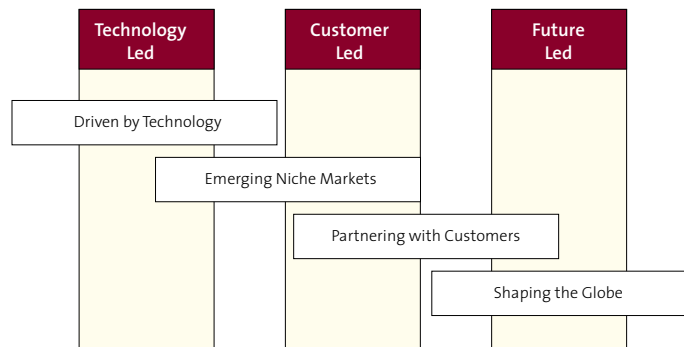 Technology
Led
Customer
Led
Future
Led
Driven by Technology
Emerging Niche Markets
Partnering with Customers
Shaping the Globe